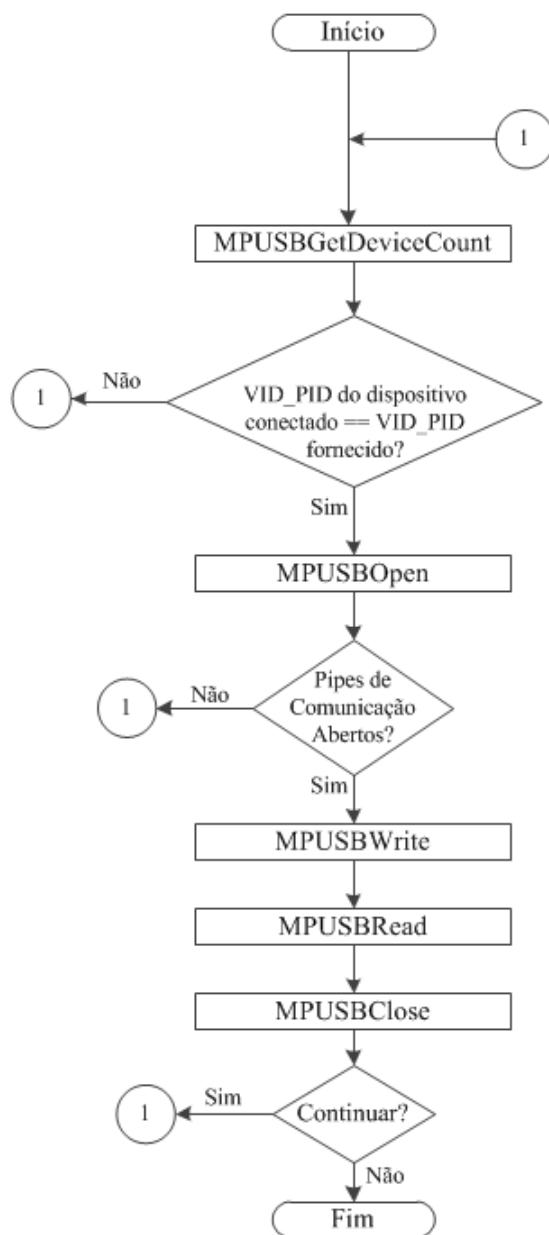 Início
1
MPUSBGetDeviceCount
Não
1
VID_PID do dispositivo
conectado == VID_PID
fornecido?
Sim
MPUSBOpen
Não
1
Pipes de
Comunicação
Abertos?
Sim
MPUSBWrite
MPUSBRead
MPUSBClose
Sim
1
Continuar?
Não
Fim